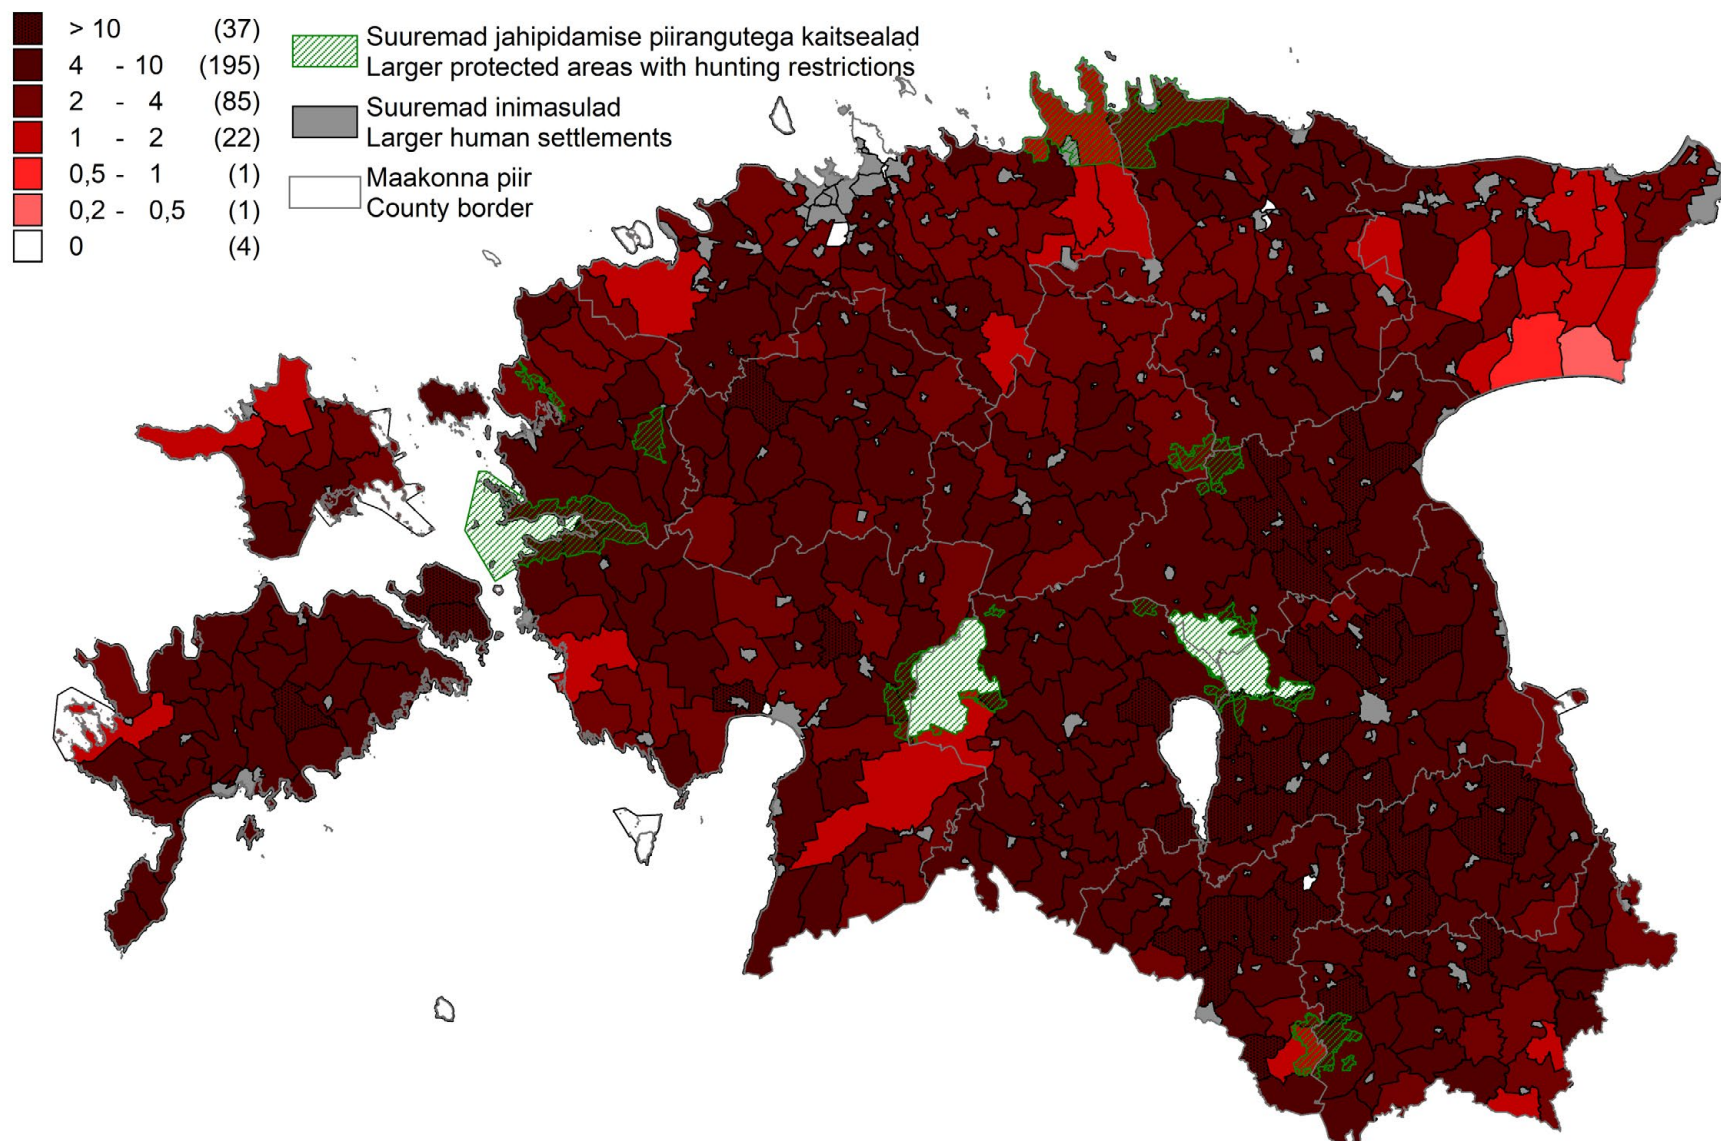 > 10 (37)
4 - 10 (195)
2 - 4 (85)
1 - 2 (22)
0,5 - 1 (1)
0,2 - 0,5 (1)
0 (4)
Suuremad jahipidamise piirangutega kaitsealad
Larger protected areas with hunting restrictions
Suuremad inimasulad
Larger human settlements
Maakonna piir
County border